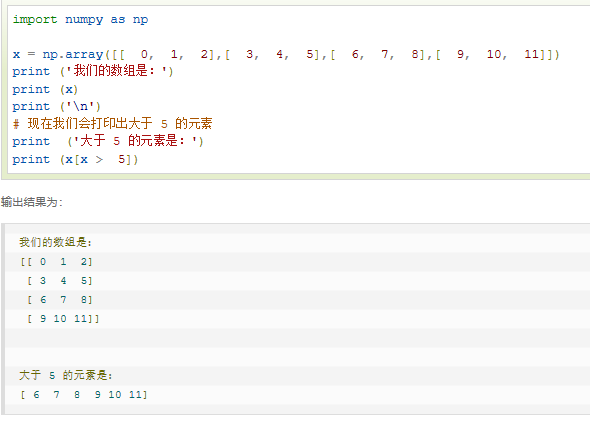 import numpy as np
x = np.array([[  0,  1,  2],[  3,  4,  5],[  6,  7,  8],[  9,  10,  11]])
print ('我们的数组是：')
print (x)
print ('\n')
# 现在我们会打印出大于 5 的元素
print  ('大于 5 的元素是：')
print (x[x >  5])
输出结果为：
我们的数组是：
[[ 0  1  2]
 [ 3  4  5]
 [ 6  7  8]
 [ 9 10 11]]
大于 5 的元素是：
[ 6  7  8  9 10 11]